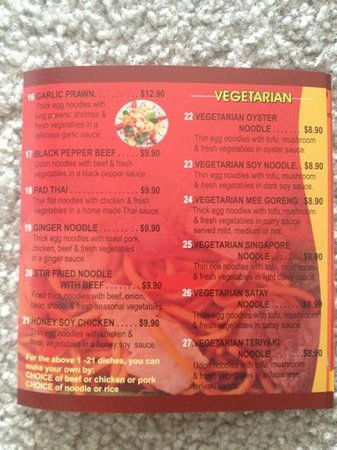 16 GARLIC PRAWN. . . . . . . $12.90
Thick egg noodles with
king prawns, shrimps &
fresh vegetables in a
delicious garlic sauce.
17 BLACK PEPPER BEEF . . . . . $9.90
Udon noodles with beef & fresh
vegetables in a black pepper sauce.
18 PAD THAI . . . . . . . . . . . $9.90
Thai flat noodles with chicken & fresh
vegetables in a home made Thai sauce.
19 GINGER NOODLE . . . . . . . $9.90
Thick egg noodles with roast pork,
chicken, beef & fresh vegetables
in a ginger sauce.
20 STIR FRIED NOODLE
WITH BEEF . . . . . . . . $9.90
Fried thick noodles with beef, onion,
bean shoots & fresh seasonal vegetables.
21 HONEY SOY CHICKEN . . . . . $9.90
Thin egg noodles with chicken &
fresh vegetables in a honey soy sauce.
For the above 1 -21 dishes, you can
make your own by:
CHOICE of beef or chicken or pork
CHOICE of noodle or rice
VEGETARIAN
22 VEGETARIAN OYSTER
NOODLE . . . . . . . $8.90
Thin egg noodles with tofu, mushroom
& fresh vegetables in oyster sauce.
23 VEGETARIAN SOY NOODLE. . $8.90
Thin egg noodles with tofu, mushroom
& fresh vegetables in dark soy sauce.
24 VEGETARIAN MEE GORENG. $8.90
Thick egg noodles with tofu, mushroom
& fresh vegetables in curry sauce
served mild, medium or hot.
25 VEGETARIAN SINGAPORE
NOODLE . . . . . . . $8.90
Thin rice noodles with tofu, mushroom
& fresh vegetables in light curry sauce.
26 VEGETARIAN SATAY
NOODLE . . . . . . . $8.90
Thick egg noodles with tofu, mushroom
& fresh vegetables in satay sauce.
27 VEGETARIAN TERIYAKI
NOODLE . . . . . . . $8.90
Udon noodles with tofu, mushroom
& fresh vegetables in a Japanese
teriyaki sauce.